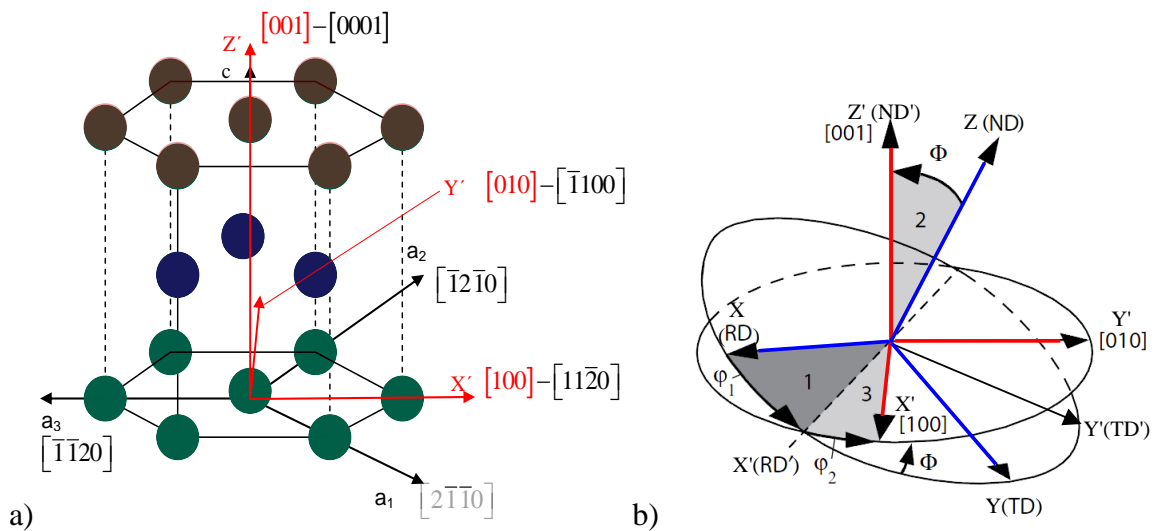 [001]–[0001]
Z´
c
Y´ [010]–[1̅100]
a₂
[1̅21̅0]
X´ [100]–[112̅0]
a₃
[1̅1̅20]
a₁
[21̅1̅0]
a)
Z' (ND')
[001]
Z (ND)
Φ
2
X
(RD)
Y'
[010]
φ₁
1
3
X'
[100]
Y'(TD')
X'(RD')
φ₂
Φ
Y(TD)
b)